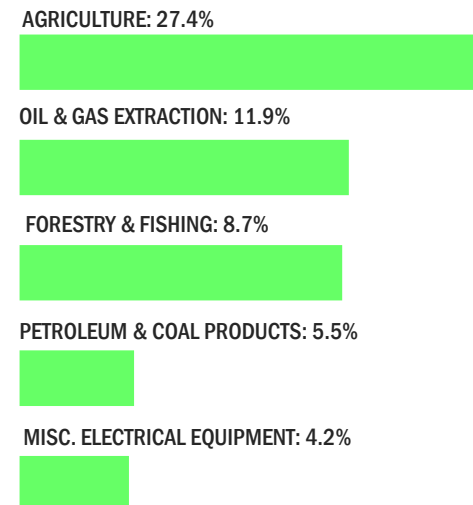 AGRICULTURE: 27.4%
OIL & GAS EXTRACTION: 11.9%
FORESTRY & FISHING: 8.7%
PETROLEUM & COAL PRODUCTS: 5.5%
MISC. ELECTRICAL EQUIPMENT: 4.2%